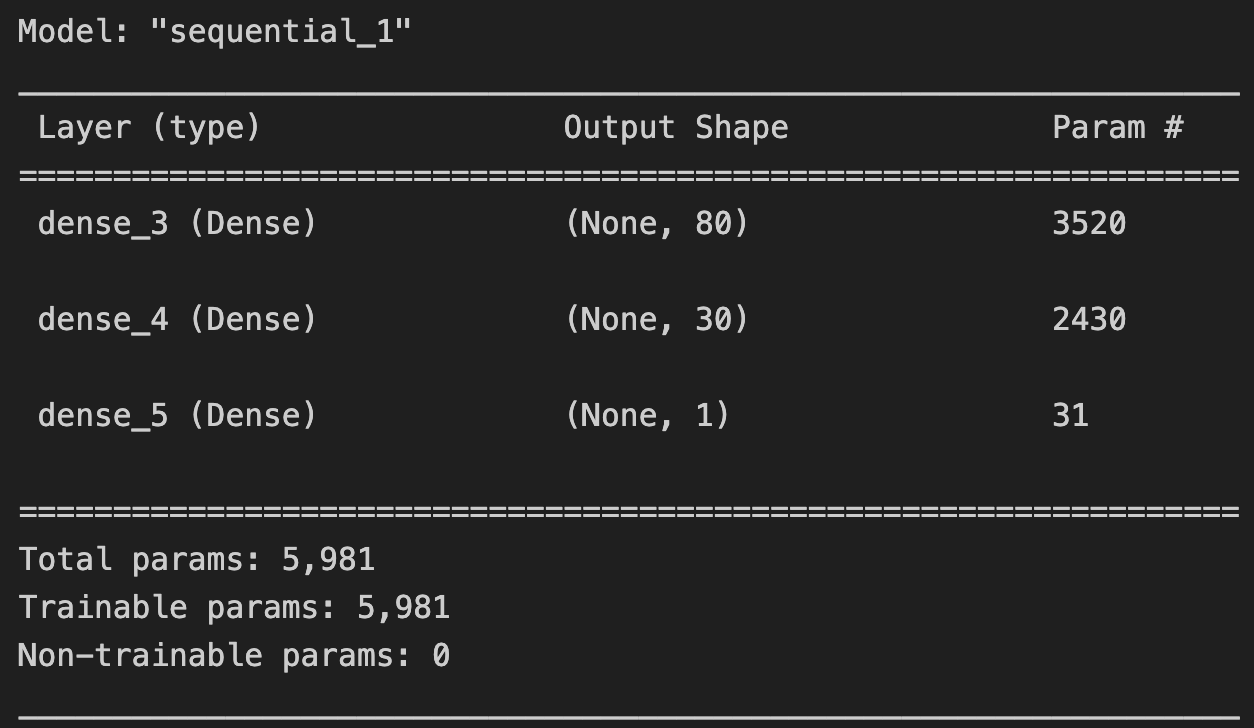 Model: "sequential_1"
Layer (type) Output Shape Param #
=================================================================
dense_3 (Dense) (None, 80) 3520
dense_4 (Dense) (None, 30) 2430
dense_5 (Dense) (None, 1) 31
=================================================================
Total params: 5,981
Trainable params: 5,981
Non-trainable params: 0